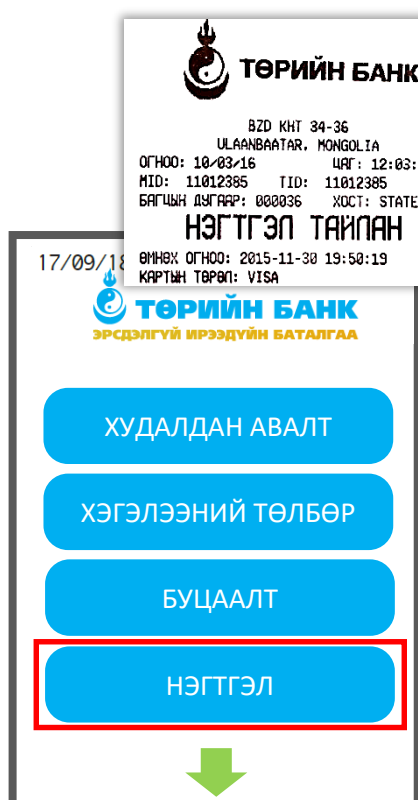 ТӨРИЙН БАНК
BZD КНТ 34-36
ULAANBAATAR, MONGOLIA
ОГНОО: 10/03/16 ЦАГ: 12:03:
MID: 11012385 TID: 11012385
БАГЦЫН ДУГААР: 000036 ХОСТ: STATE
НЭГТГЭЛ ТАЙЛАН
ӨМНӨХ ОГНОО: 2015-11-30 19:50:19
КАРТЫН ТӨРӨЛ: VISA
17/09/18
ТӨРИЙН БАНК
ЭРСДЭЛГҮЙ ИРЭЭДҮЙН БАТАЛГАА
ХУДАЛДАН АВАЛТ
ХЭГЭЛЭЭНИЙ ТӨЛБӨР
БУЦААЛТ
НЭГТГЭЛ